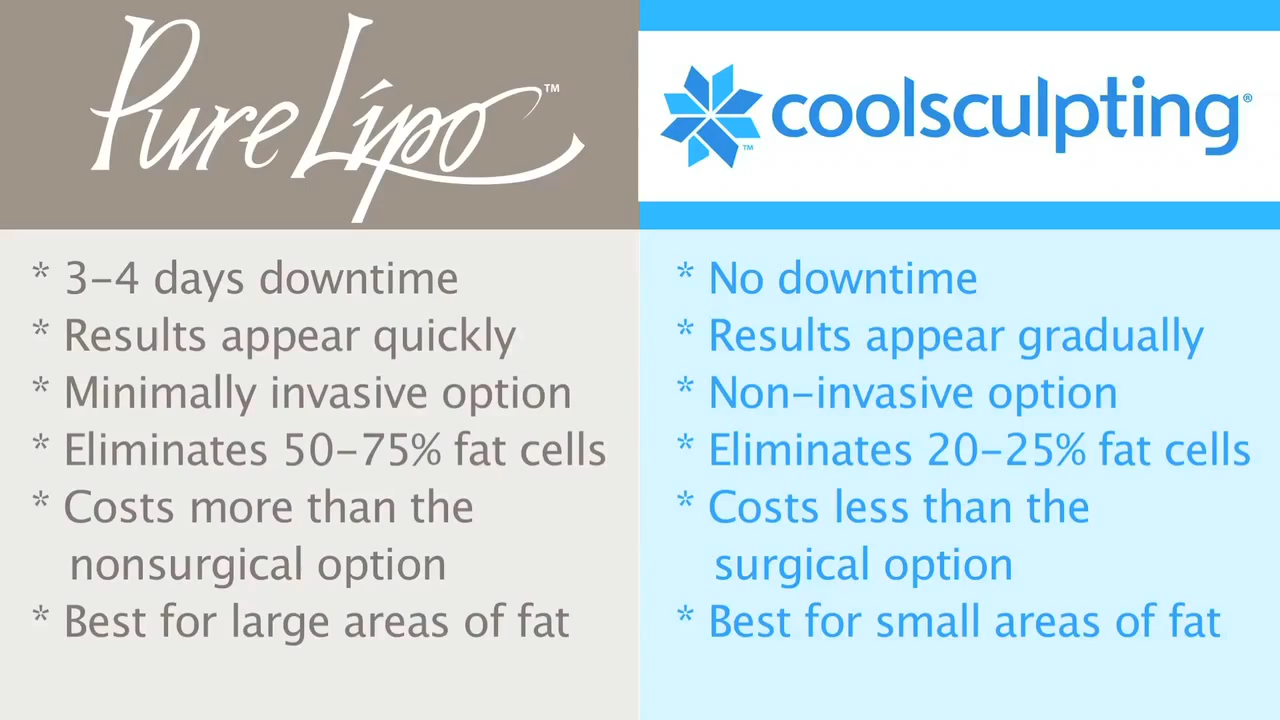 Pure Lipo™
* 3-4 days downtime
* Results appear quickly
* Minimally invasive option
* Eliminates 50-75% fat cells
* Costs more than the
nonsurgical option
* Best for large areas of fat
™ coolsculpting®
* No downtime
* Results appear gradually
* Non-invasive option
* Eliminates 20-25% fat cells
* Costs less than the
surgical option
* Best for small areas of fat